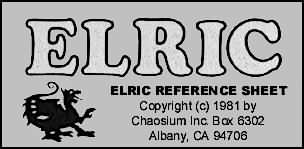 ELRIC
ELRIC REFERENCE SHEET
Copyright (c) 1981 by
Chaosium Inc. Box 6302
Albany, CA 94706